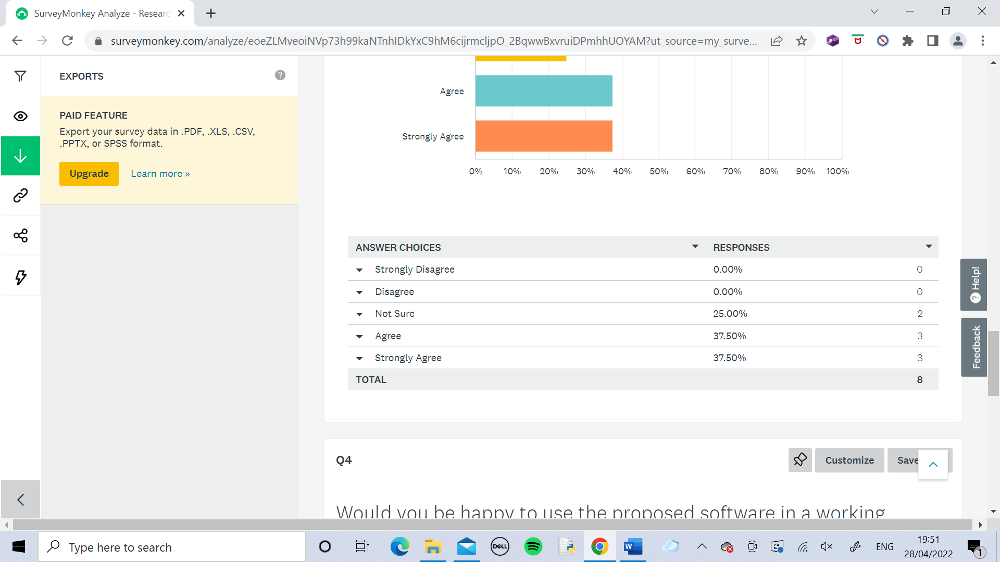 SurveyMonkey Analyze - Researc
surveymonkey.com/analyze/eoeZLMveoiNVp73h99kaNTnhIDkYxC9hM6cijrmcljpO_2BqwwBxvruiDPmhhUOYAM?ut_source=my_surve...
EXPORTS
?
PAID FEATURE
Export your survey data in .PDF, .XLS, .CSV,
.PPTX, or SPSS format.
Upgrade
Learn more »
Agree
Strongly Agree
0% 10% 20% 30% 40% 50% 60% 70% 80% 90% 100%
ANSWER CHOICES RESPONSES
Strongly Disagree 0.00% 0
Disagree 0.00% 0
Not Sure 25.00% 2
Agree 37.50% 3
Strongly Agree 37.50% 3
TOTAL 8
? Help!
Feedback
Q4
Customize
Save
Would you be happy to use the proposed software in a working
Type here to search
DELL
W
ENG
19:51
28/04/2022
1